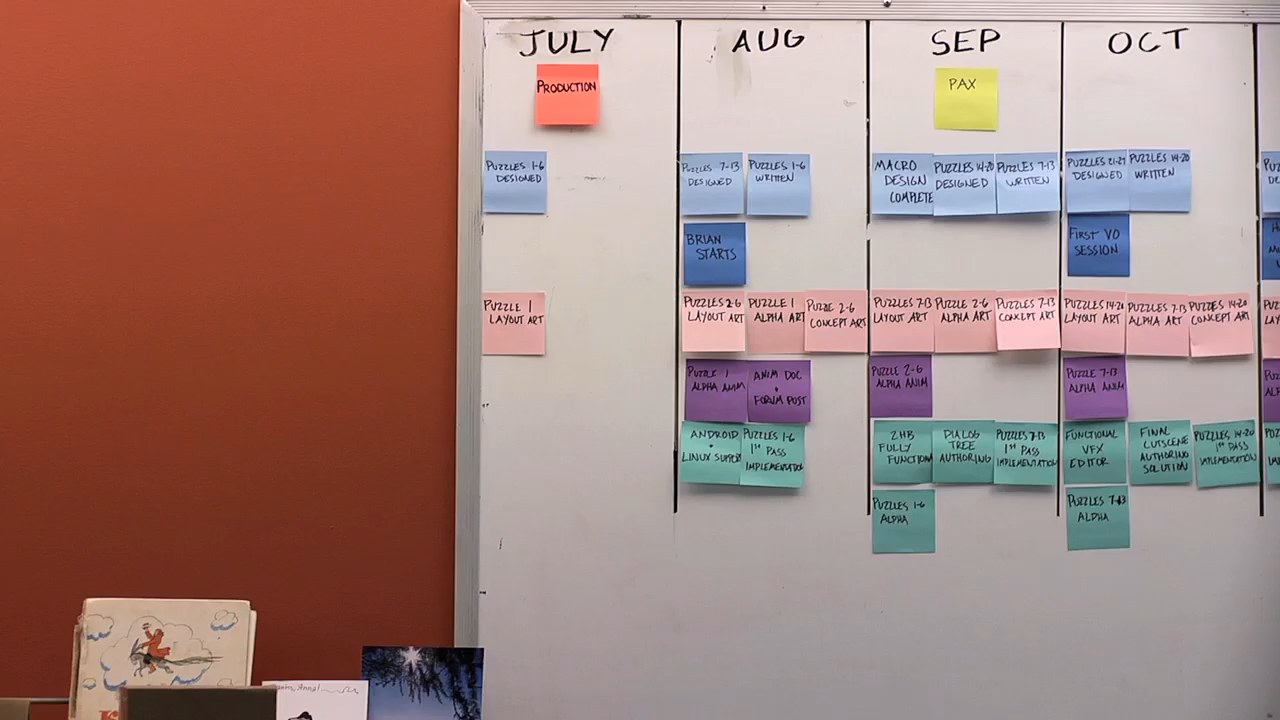 JULY
AUG
SEP
OCT
PRODUCTION
PAX
PUZZLES 1-6
DESIGNED
PUZZLES 7-13
DESIGNED
PUZZLES 1-6
WRITTEN
MACRO
DESIGN
COMPLETE
PUZZLES 14-20
DESIGNED
PUZZLES 7-13
WRITTEN
PUZZLES 21-27
DESIGNED
PUZZLES 14-20
WRITTEN
BRIAN
STARTS
FIRST VO
SESSION
PUZZLE 1
LAYOUT ART
PUZZLES 2-6
LAYOUT ART
PUZZLE 1
ALPHA ART
PUZZLE 2-6
CONCEPT ART
PUZZLES 7-13
LAYOUT ART
PUZZLE 2-6
ALPHA ART
PUZZLES 7-13
CONCEPT ART
PUZZLES 14-20
LAYOUT ART
PUZZLES 7-13
ALPHA ART
PUZZLES 14-20
CONCEPT ART
PUZZLE 1
ALPHA ANIM
ANIM DOC
+
FORUM POST
PUZZLE 2-6
ALPHA ANIM
PUZZLE 7-13
ALPHA ANIM
ANDROID
+
LINUX SUPPORT
PUZZLES 1-6
1ST PASS
IMPLEMENTATION
2HB
FULLY
FUNCTION
DIALOG
TREE
AUTHORING
PUZZLES 7-13
1ST PASS
IMPLEMENTATION
FUNCTIONAL
VFX
EDITOR
FINAL
CUTSCENE
AUTHORING
SOLUTION
PUZZLES 14-20
1ST PASS
IMPLEMENTATION
PUZZLES 1-6
ALPHA
PUZZLES 7-13
ALPHA